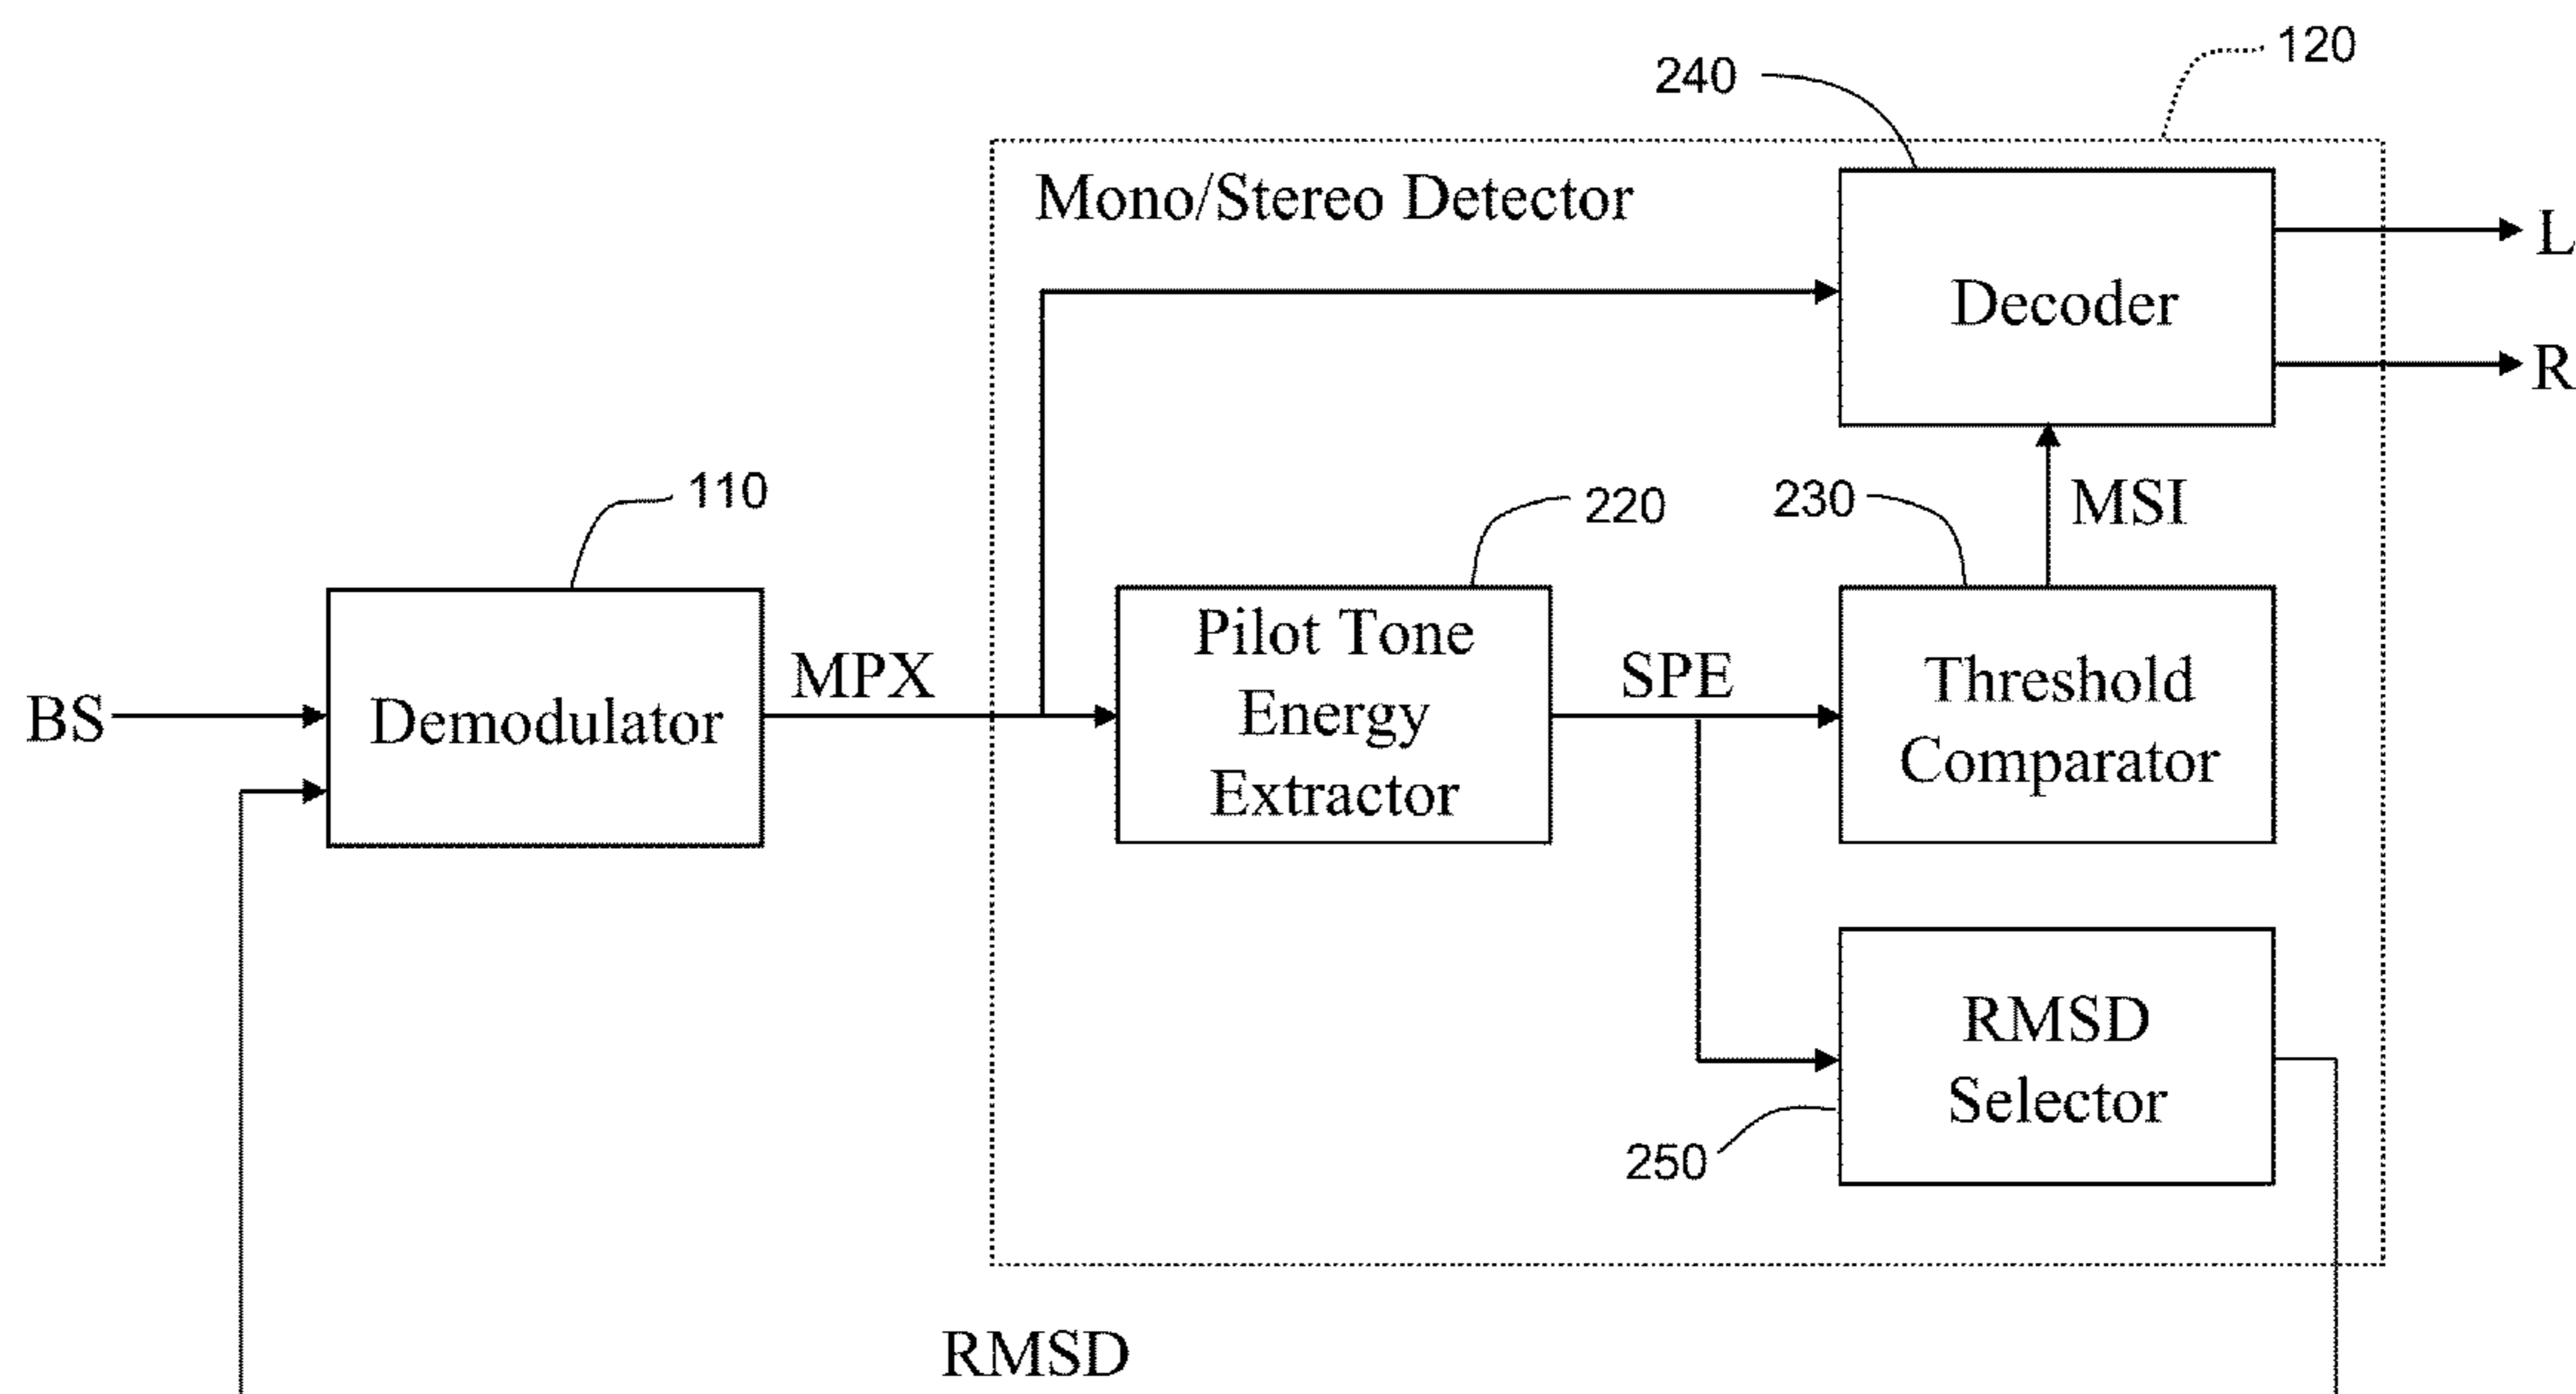 120
240
Mono/Stereo Detector
L
Decoder
R
110
220
230
MSI
Pilot Tone
Energy
Extractor
MPX
SPE
Threshold
Comparator
BS
Demodulator
RMSD
Selector
250
RMSD